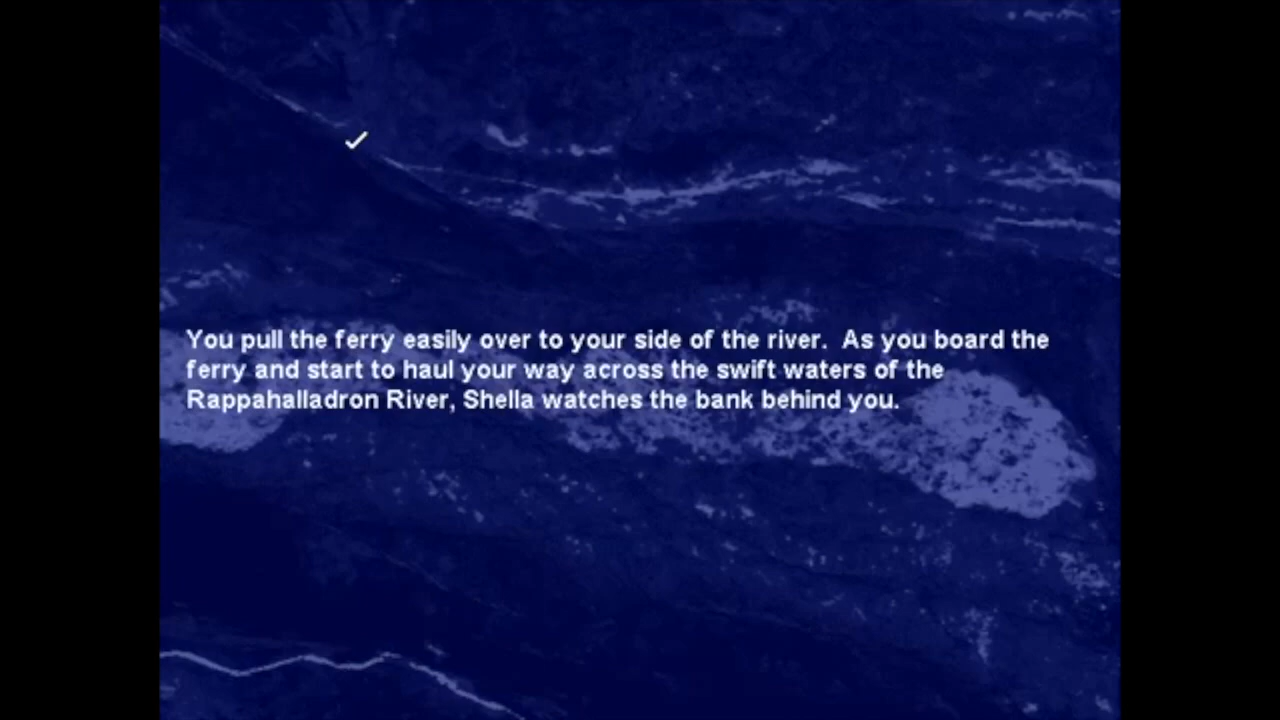 You pull the ferry easily over to your side of the river.  As you board the
ferry and start to haul your way across the swift waters of the
Rappahalladron River, Shella watches the bank behind you.